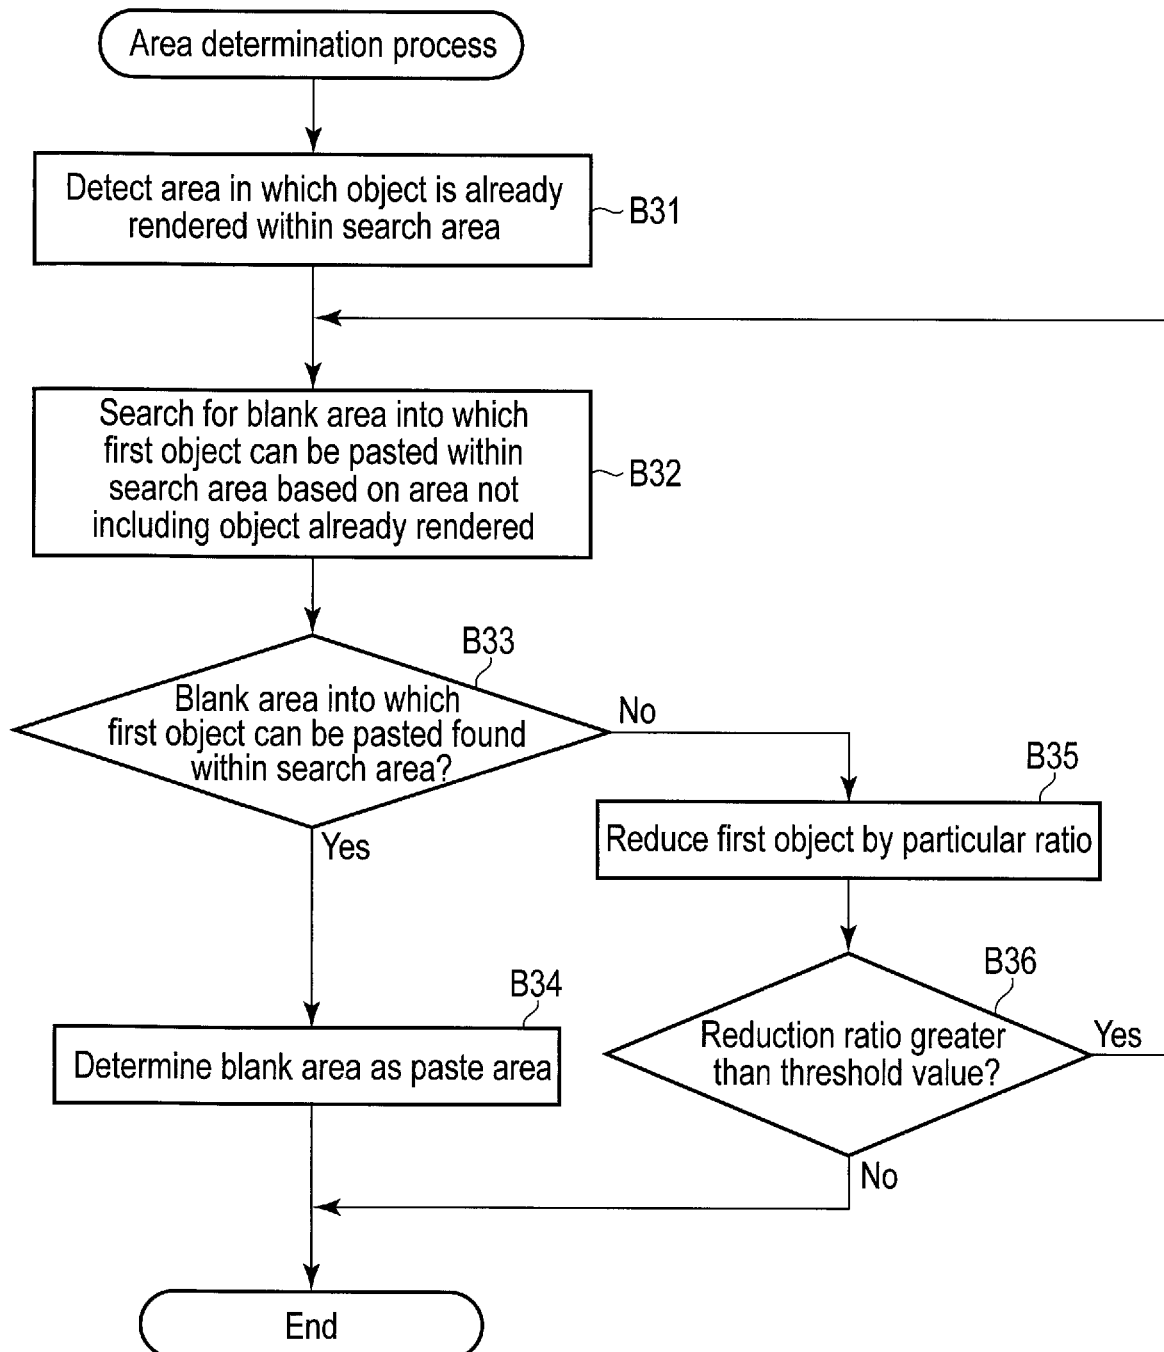 Area determination process
Detect area in which object is already
rendered within search area
B31
Search for blank area into which
first object can be pasted within
search area based on area not
including object already rendered
B32
B33
Blank area into which
first object can be pasted found
within search area?
No
Yes
B35
Reduce first object by particular ratio
B36
Reduction ratio greater
than threshold value?
Yes
No
B34
Determine blank area as paste area
End